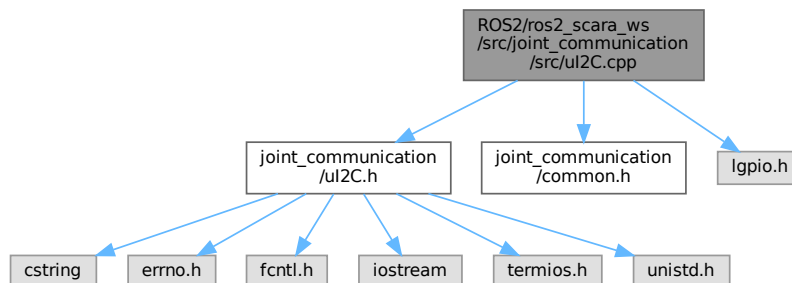 ROS2/ros2_scara_ws
/src/joint_communication
/src/uI2C.cpp
joint_communication
/uI2C.h
joint_communication
/common.h
lgpio.h
cstring
errno.h
fcntl.h
iostream
termios.h
unistd.h